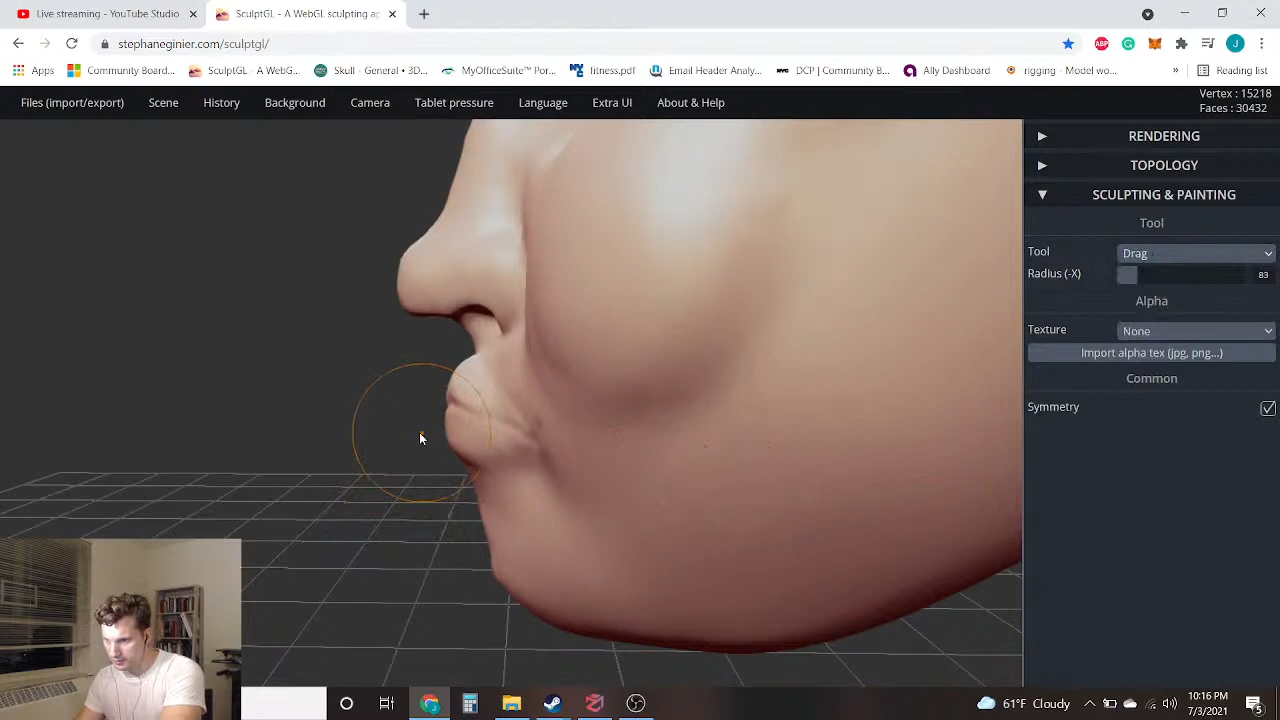 Live streaming - YouTube Studio
SculptGL - A WebGL sculpting ap
stephaneginier.com/sculptgl/
Apps
Community Board...
SculptGL - A WebG...
Skull - General • 3D...
MyOfficeSuite™ Por...
fitness.pdf
Email Header Analy...
DCP | Community B...
Ally Dashboard
rigging - Model wo...
»
Reading list
Files (import/export)
Scene
History
Background
Camera
Tablet pressure
Language
Extra UI
About & Help
Vertex : 15218
Faces : 30432
RENDERING
TOPOLOGY
SCULPTING & PAINTING
Tool
Tool
Drag
Radius (-X)
83
Alpha
Texture
None
Import alpha tex (jpg, png...)
Common
Symmetry
61°F Cloudy
10:16 PM
7/3/2021
5